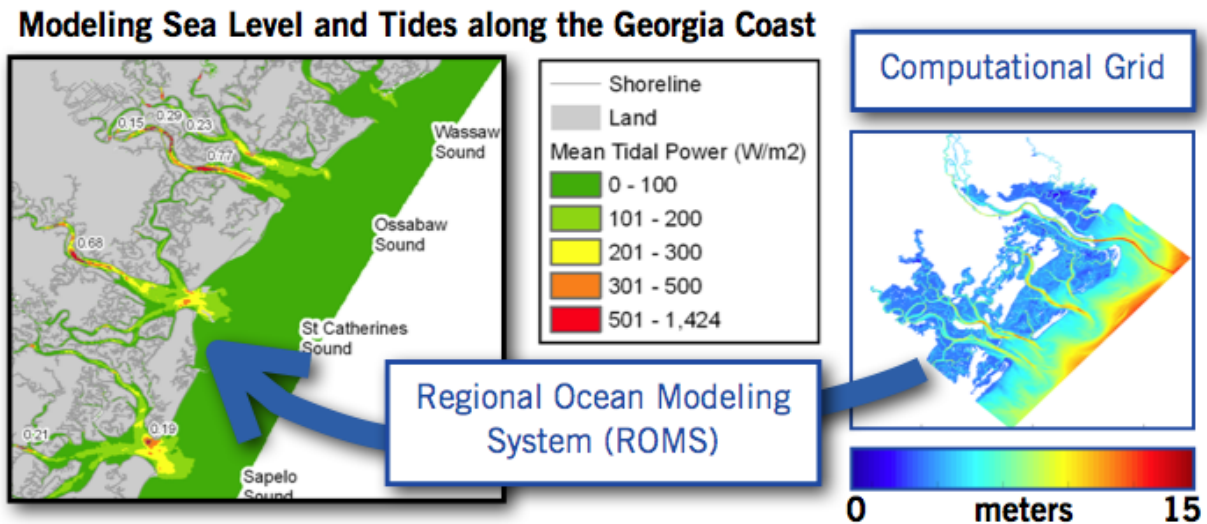 Modeling Sea Level and Tides along the Georgia Coast
0.15
0.29
0.23
0.77
0.68
0.21
0.19
Wassaw
Sound
Ossabaw
Sound
St Catherines
Sound
Sapelo
Sound
Shoreline
Land
Mean Tidal Power (W/m2)
0 - 100
101 - 200
201 - 300
301 - 500
501 - 1,424
Computational Grid
Regional Ocean Modeling
System (ROMS)
0 meters 15